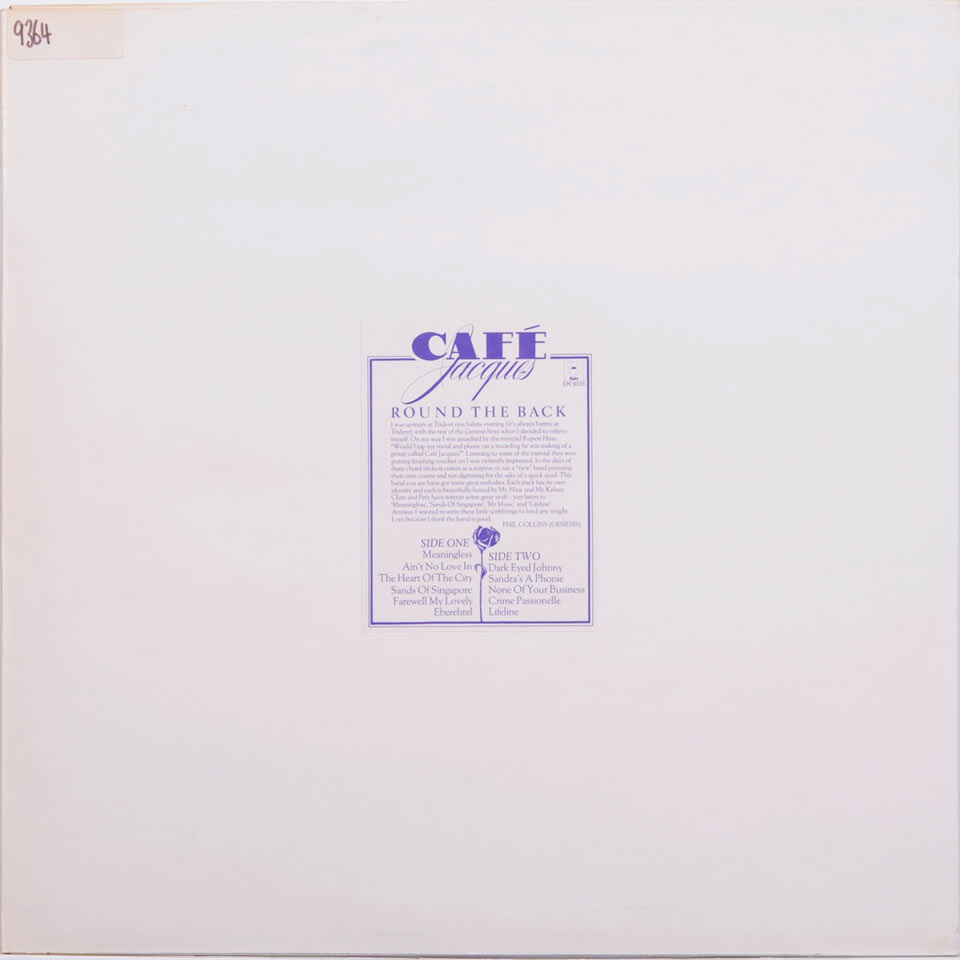 9364
CAFÉ
Jacques
Epic
EPC 82315
ROUND THE BACK
I was upstairs at Trident one balmy evening (it's always balmy at
Trident) with the rest of the Genesis boys when I decided to relieve
myself. On my way I was assaulted by the intrepid Rupert Hine.
"Would I tap my metal and plastic on a recording he was making of a
group called Café Jacques?" Listening to some of the material they were
putting finishing touches on I was violently impressed. In the days of
three chord tricks it comes as a surprise to see a "new" band pursuing
their own course and not digressing for the sake of a quick quid. This
band you see have got some great melodies. Each track has its own
identity and each is beautifully honed by Mr. Hine and Mr. Kelsey.
Chris and Pete have written some great stuff – just listen to
'Meaningless', 'Sands Of Singapore', and 'Lifeline'
I wanted to write these little scribblings to lend any weight
I can because I think the band is good.
PHIL COLLINS (GENESIS)
SIDE ONE
Meaningless
Ain't No Love In
The Heart Of The City
Sands Of Singapore
Farewell My Lovely
Eberehtel
SIDE TWO
Dark Eyed Johnny
Sandra's A Phonie
None Of Your Business
Crime Passionelle
Lifeline